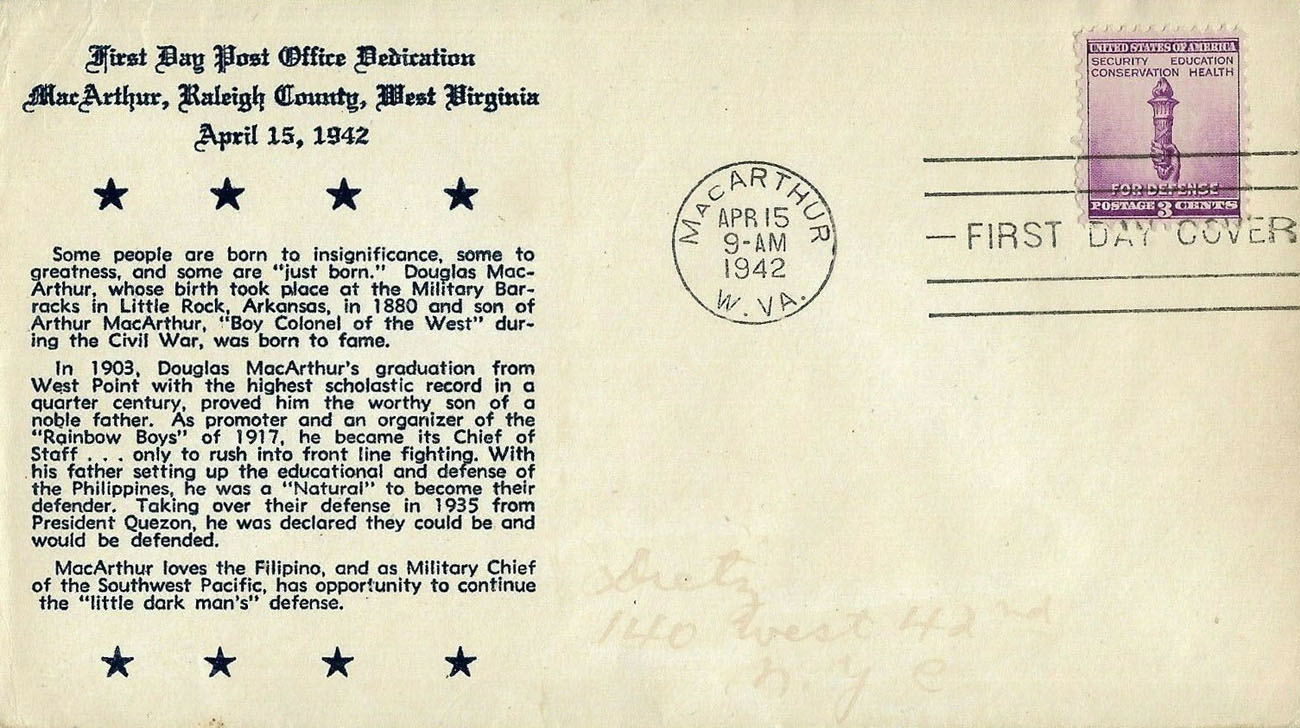 First Day Post Office Dedication
MacArthur, Raleigh County, West Virginia
April 15, 1942
Some people are born to insignificance, some to
greatness, and some are "just born." Douglas Mac-
Arthur, whose birth took place at the Military Bar-
racks in Little Rock, Arkansas, in 1880 and son of
Arthur MacArthur, "Boy Colonel of the West" dur-
ing the Civil War, was born to fame.
In 1903, Douglas MacArthur's graduation from
West Point with the highest scholastic record in a
quarter century, proved him the worthy son of a
noble father. As promoter and an organizer of the
"Rainbow Boys" of 1917, he became its Chief of
Staff . . . only to rush into front line fighting. With
his father setting up the educational and defense of
the Philippines, he was a "Natural" to become their
defender. Taking over their defense in 1935 from
President Quezon, he was declared they could be and
would be defended.
MacArthur loves the Filipino, and as Military Chief
of the Southwest Pacific, has opportunity to continue
the "little dark man's" defense.
MACARTHUR
APR 15
9-AM
1942
W. VA.
UNITED STATES OF AMERICA
SECURITY EDUCATION
CONSERVATION HEALTH
FOR DEFENSE
POSTAGE 3 CENTS
— FIRST DAY COVER
140 west 42nd
N.Y.C